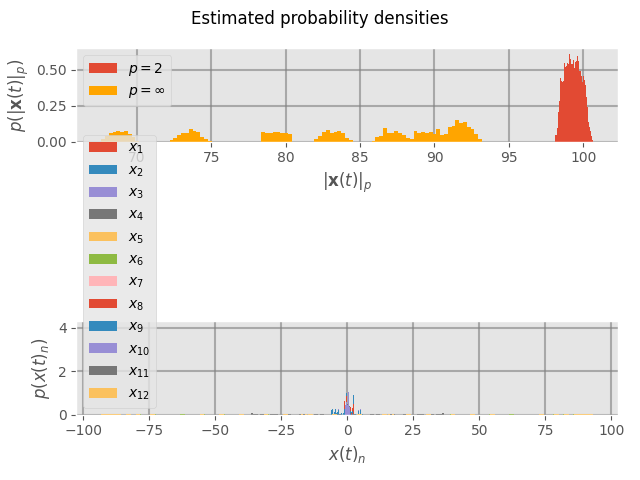 Estimated probability densities
p(|x(t)|p)
0.50
0.25
0.00
p = 2
p = ∞
70 75 80 85 90 95 100
|x(t)|p
x1
x2
x3
x4
x5
x6
x7
x8
x9
x10
x11
x12
p(x(t)n)
4
2
0
−100 −75 −50 −25 0 25 50 75 100
x(t)n